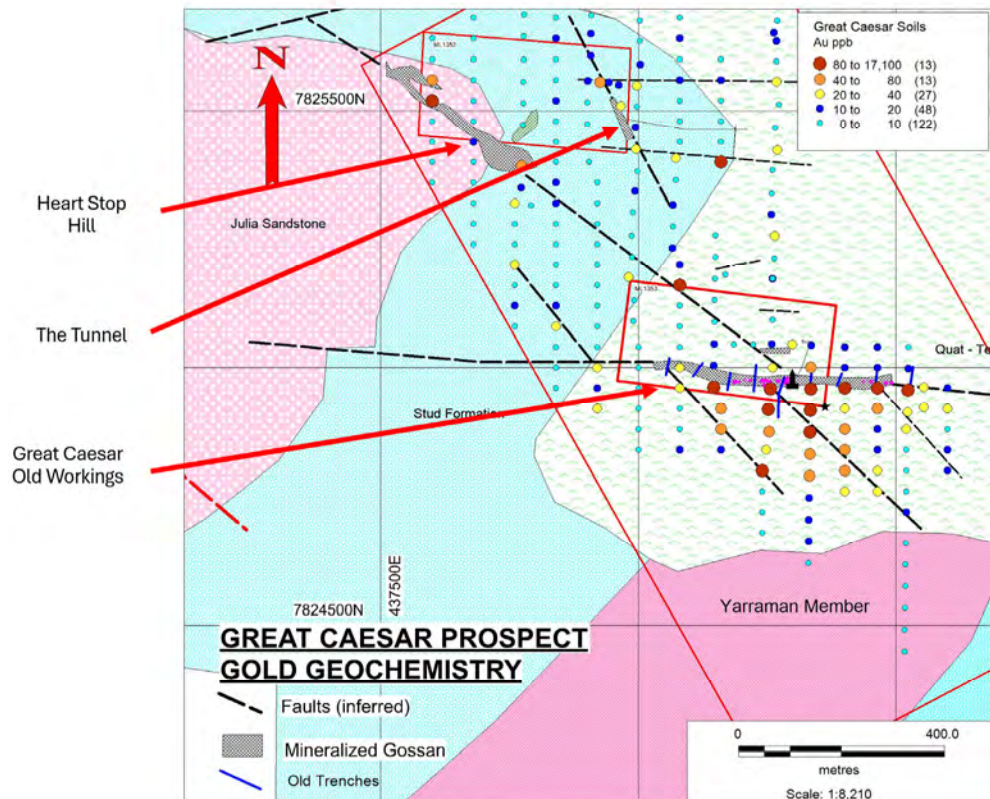 Great Caesar Soils
Au ppb
80 to 17,100 (13)
40 to 80 (13)
20 to 40 (27)
10 to 20 (48)
0 to 10 (122)
ML1352
N
7825500N
Heart Stop
Hill
Julia Sandstone
The Tunnel
ML1353
Quat - Te
Stud Formation
Great Caesar
Old Workings
437500E
7824500N
Yarraman Member
GREAT CAESAR PROSPECT
GOLD GEOCHEMISTRY
Faults (inferred)
Mineralized Gossan
Old Trenches
0 400.0
metres
Scale: 1:8,210